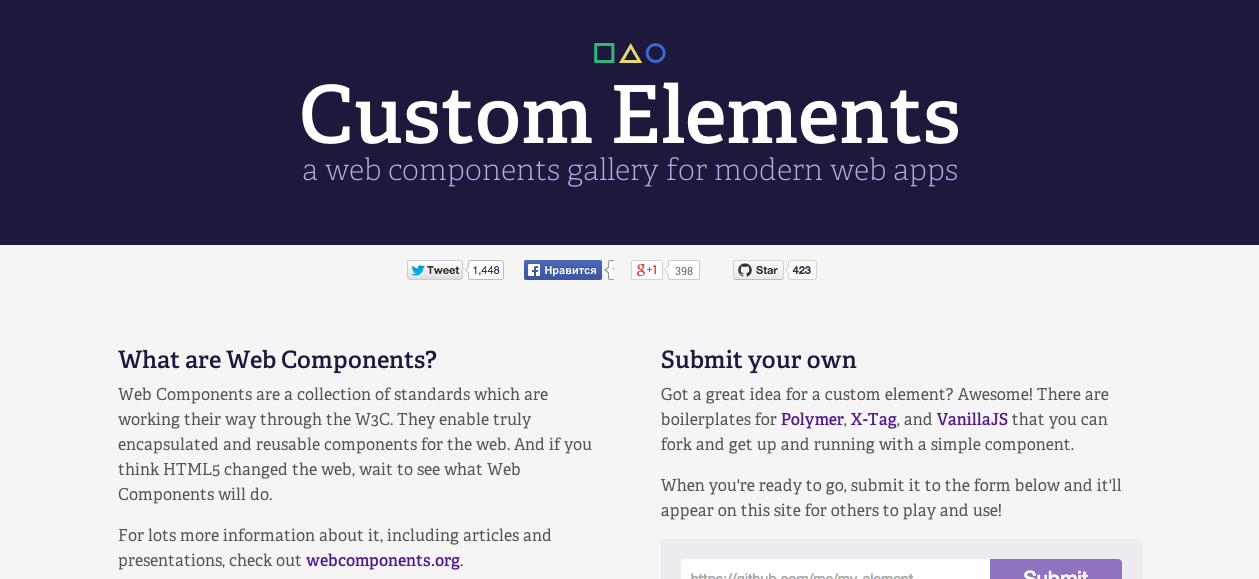 Custom Elements
a web components gallery for modern web apps
Tweet 1,448 Нравится g+1 398 Star 423
What are Web Components?
Web Components are a collection of standards which are
working their way through the W3C. They enable truly
encapsulated and reusable components for the web. And if you
think HTML5 changed the web, wait to see what Web
Components will do.
For lots more information about it, including articles and
presentations, check out webcomponents.org.
Submit your own
Got a great idea for a custom element? Awesome! There are
boilerplates for Polymer, X-Tag, and VanillaJS that you can
fork and get up and running with a simple component.
When you're ready to go, submit it to the form below and it'll
appear on this site for others to play and use!
https://github.com/me/my-element Submit